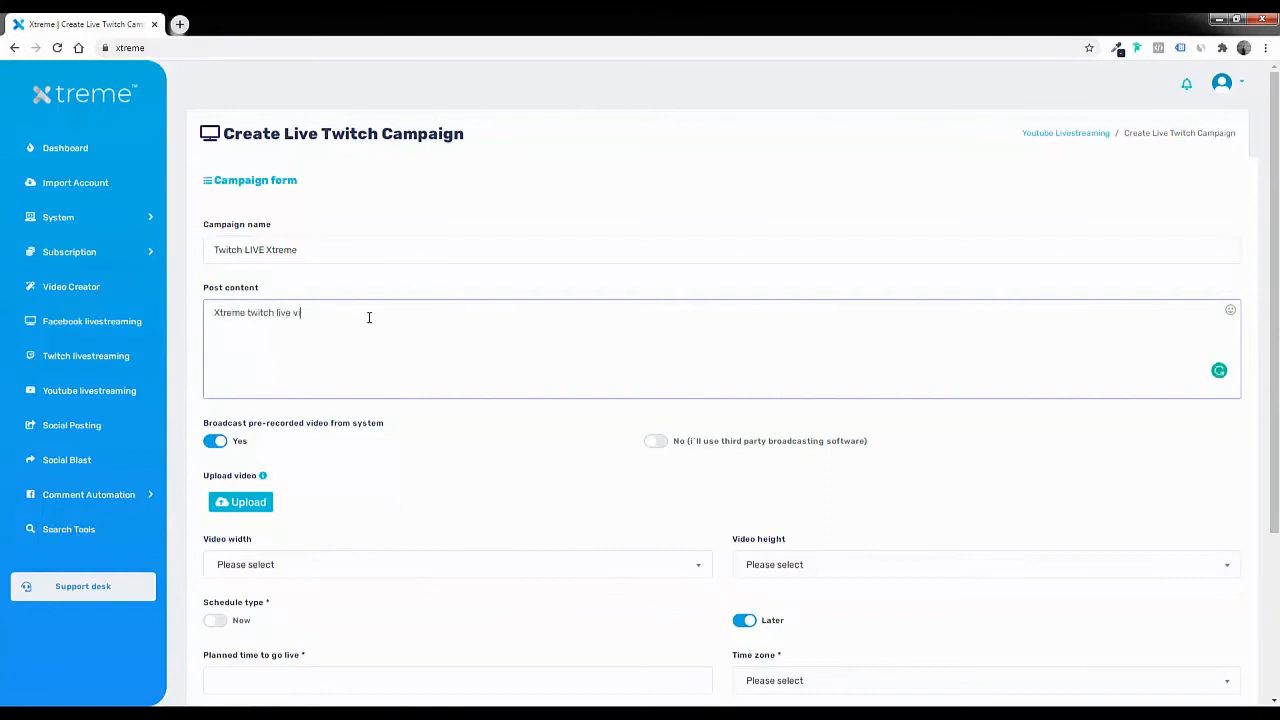 Xtreme | Create Live Twitch Cam
xtreme
xtreme™
Dashboard
Import Account
System
Subscription
Video Creator
Facebook livestreaming
Twitch livestreaming
Youtube livestreaming
Social Posting
Social Blast
Comment Automation
Search Tools
Support desk
Create Live Twitch Campaign
Youtube Livestreaming / Create Live Twitch Campaign
Campaign form
Campaign name
Twitch LIVE Xtreme
Post content
Xtreme twitch live vi
Broadcast pre-recorded video from system
Yes
No (i`ll use third party broadcasting software)
Upload video
Upload
Video width
Video height
Please select
Please select
Schedule type *
Now
Later
Planned time to go live *
Time zone *
Please select